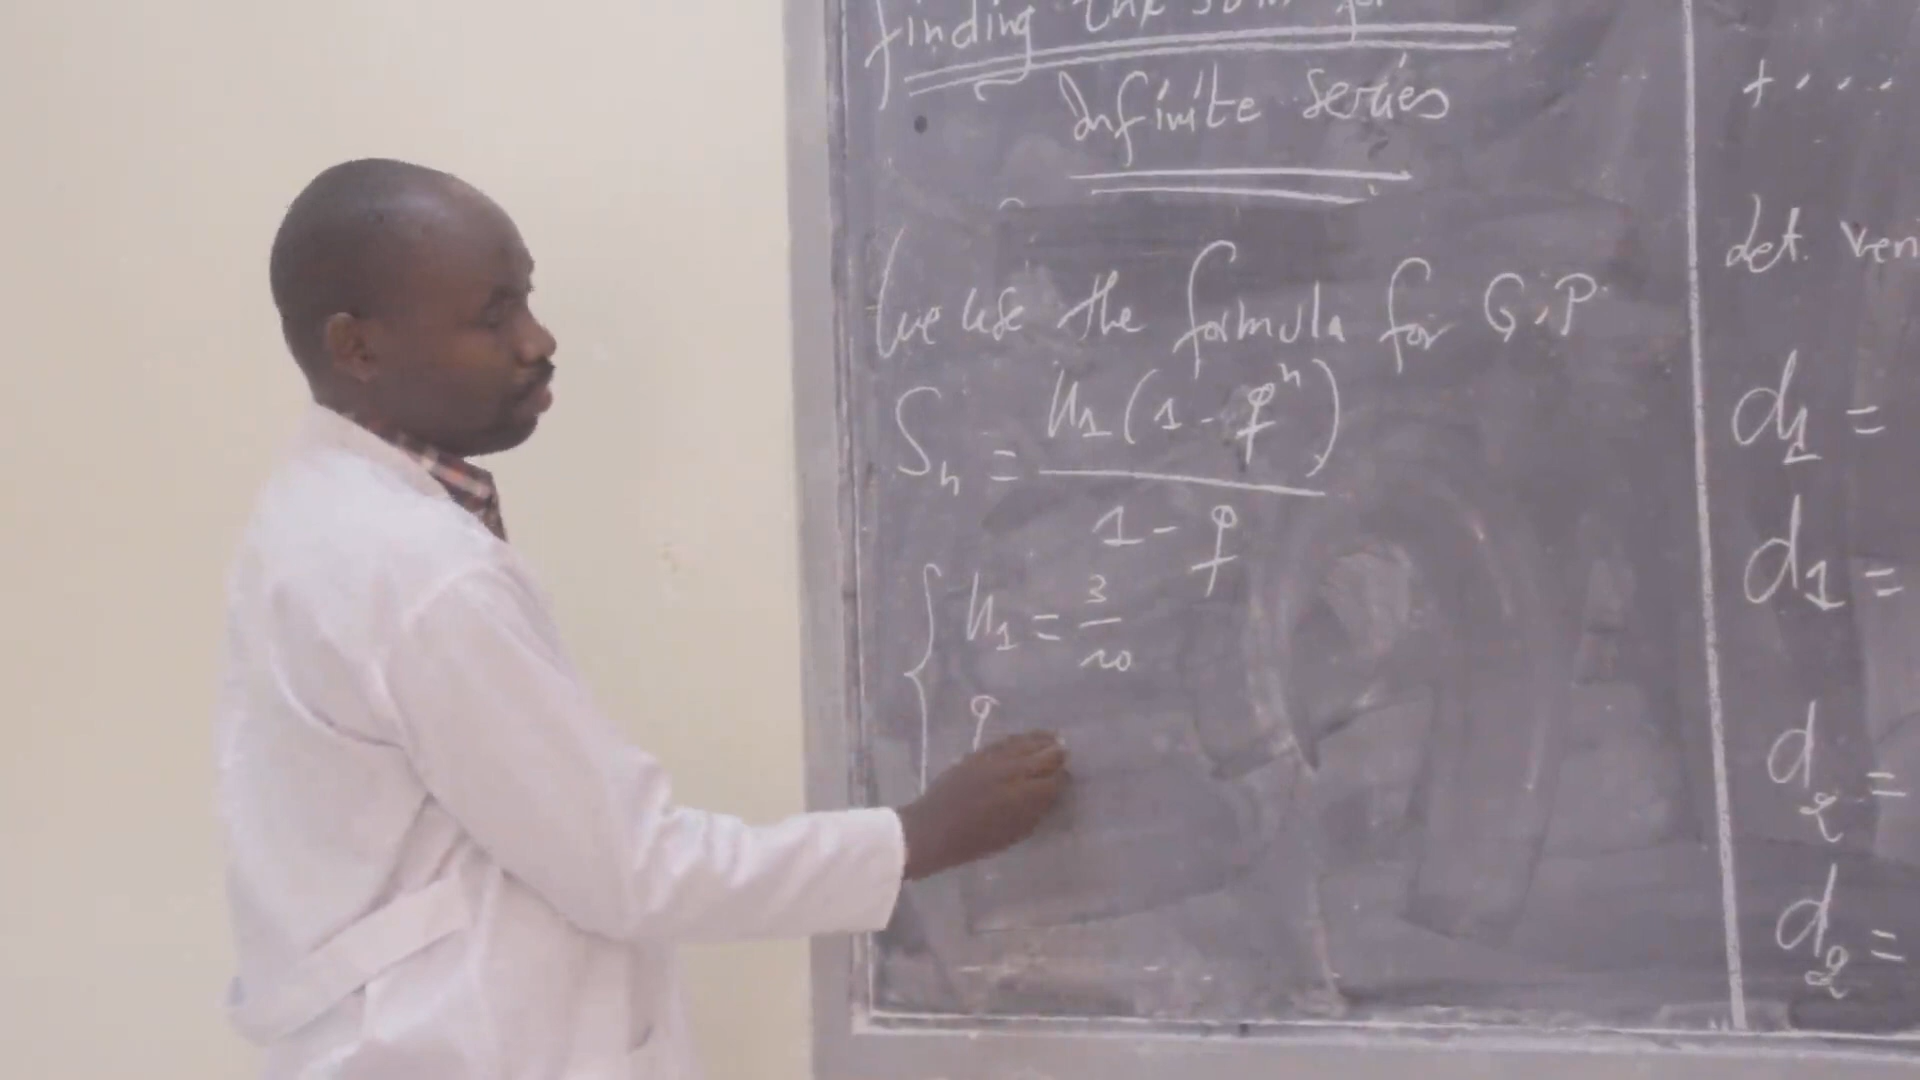 finding the sum for
Infinite series
We use the formula for G.P
Sn = U1(1 - q^n)
1 - q
U1 = 3
10
q
+ ....
det. ven
d1 =
d1 =
d2 =
d2 =